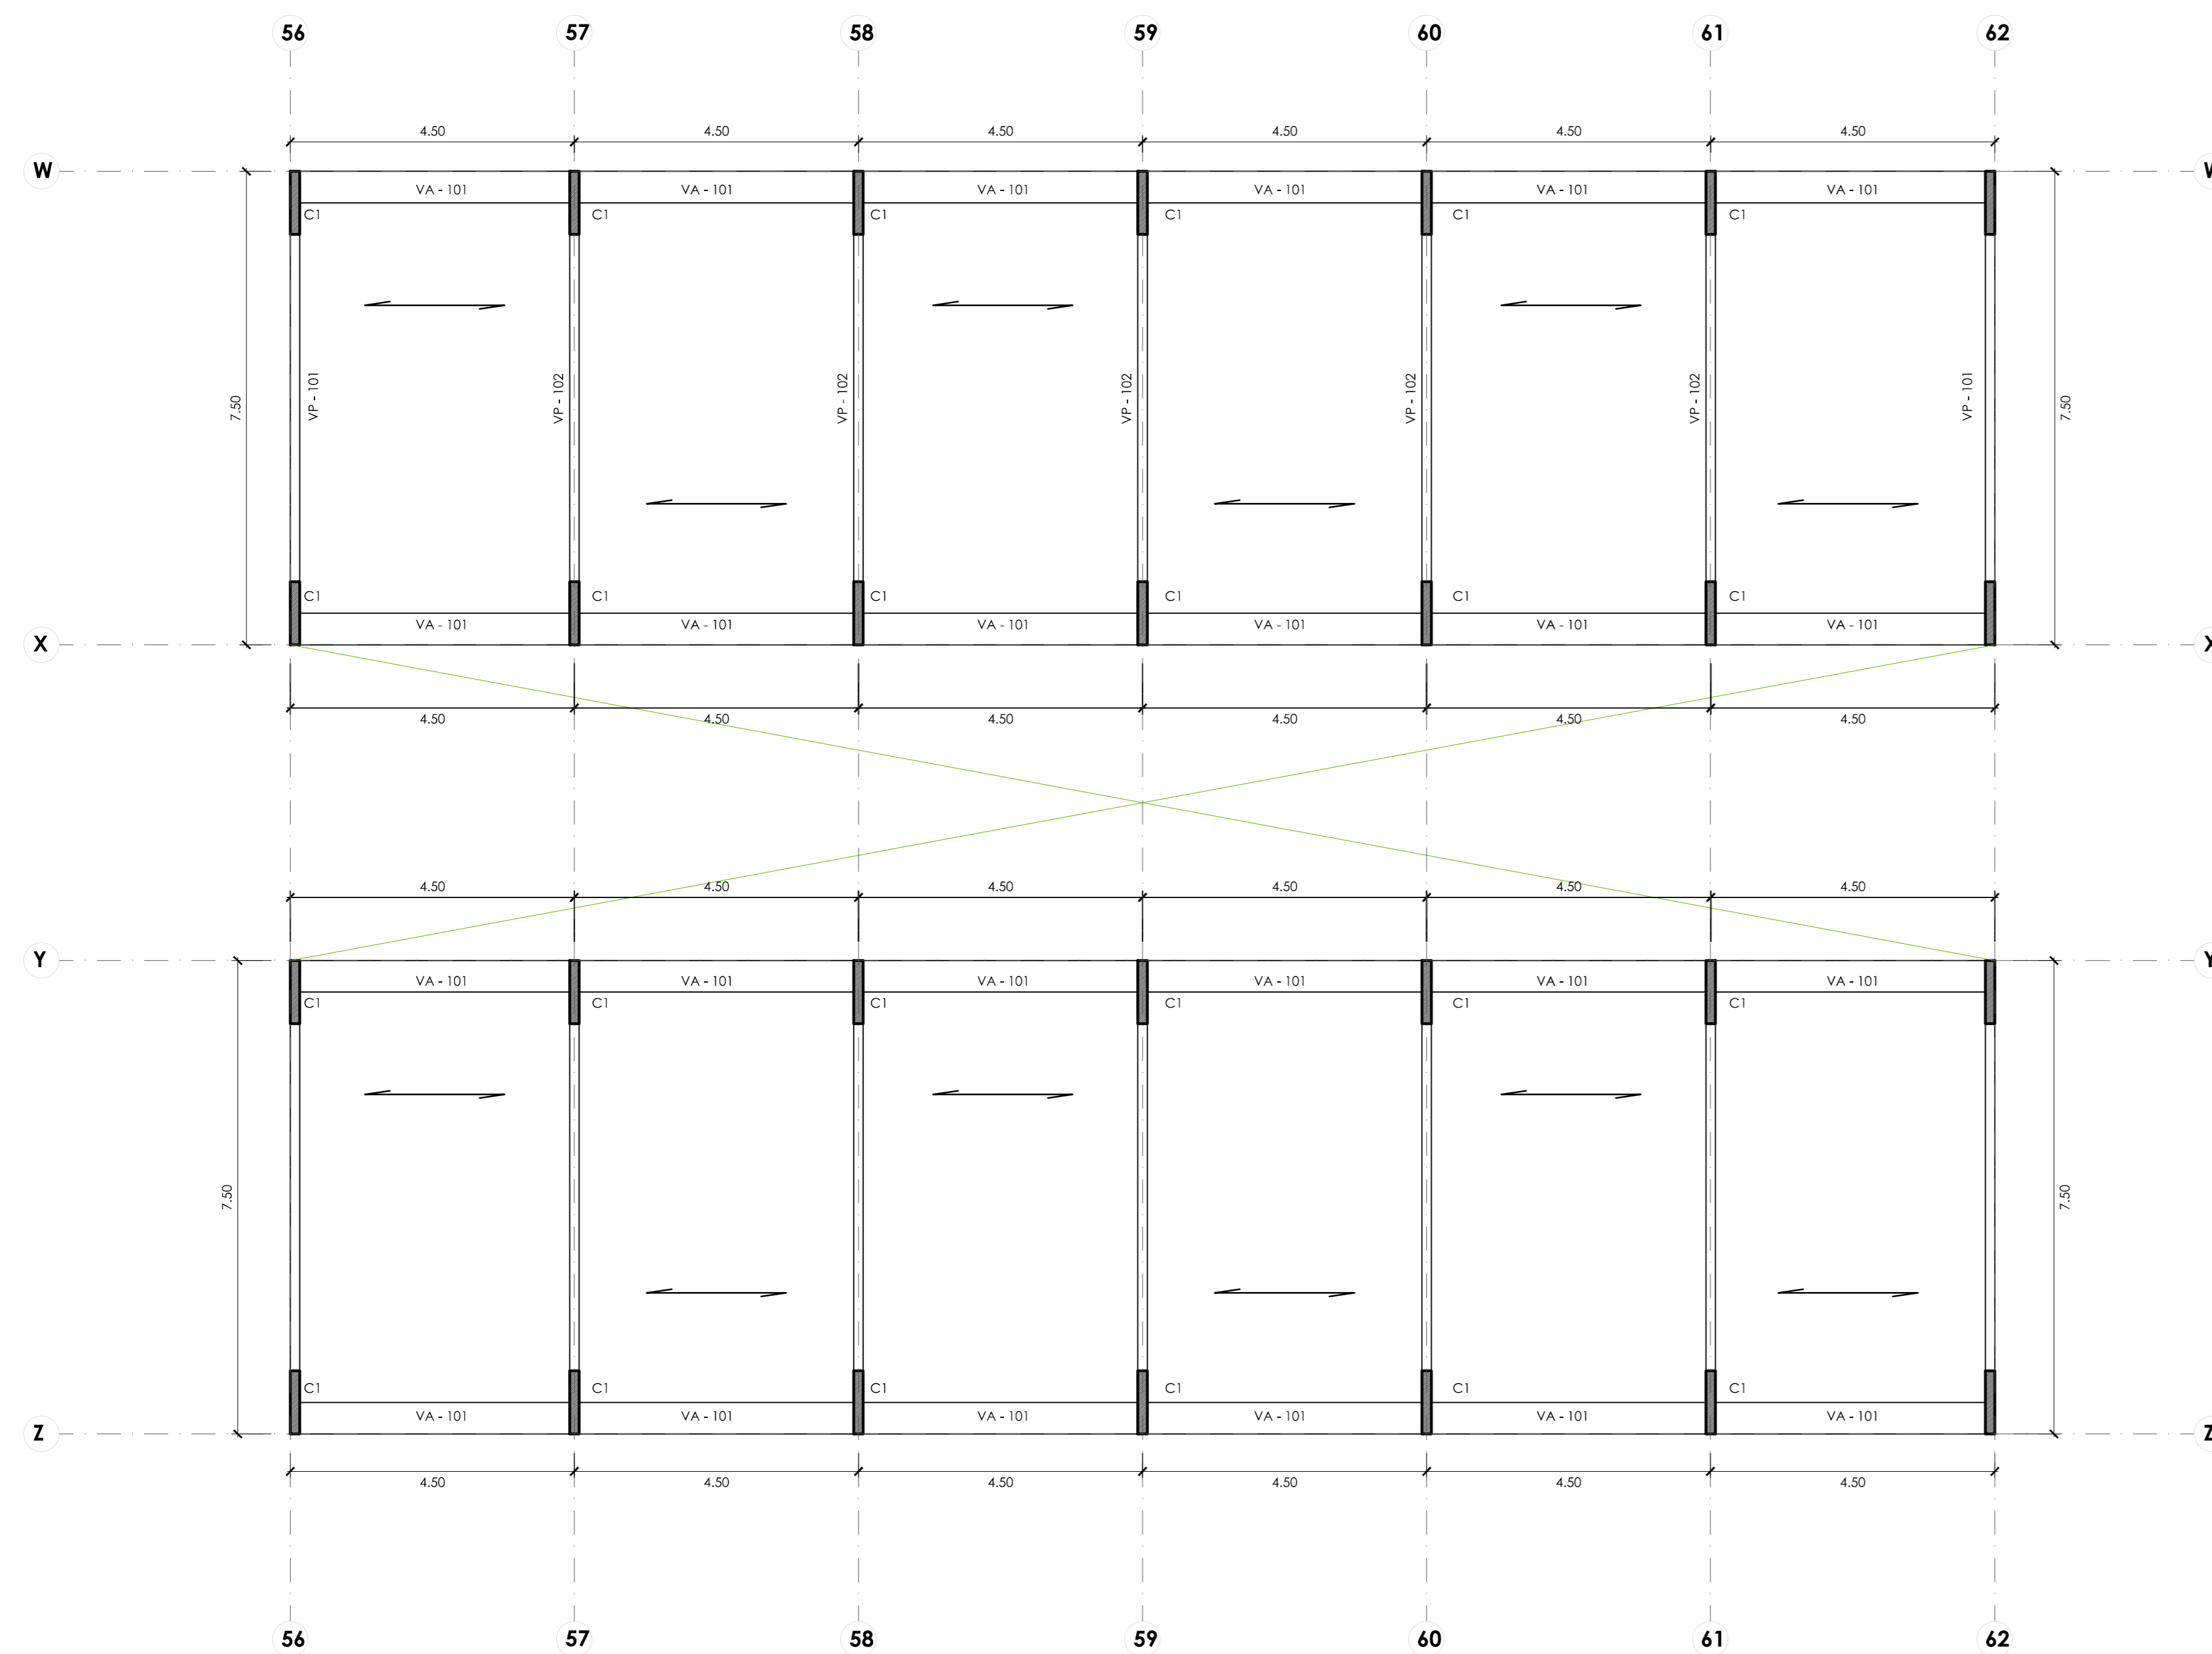 56 57 58 59 60 61 62
4.50 4.50 4.50 4.50 4.50 4.50
W W
VA - 101 VA - 101 VA - 101 VA - 101 VA - 101 VA - 101
C1 C1 C1 C1 C1 C1
VP - 101 VP - 102 VP - 102 VP - 102 VP - 102 VP - 102 VP - 101
7.50 7.50
C1 C1 C1 C1 C1 C1
VA - 101 VA - 101 VA - 101 VA - 101 VA - 101 VA - 101
X X
4.50 4.50 4.50 4.50 4.50 4.50
4.50 4.50 4.50 4.50 4.50 4.50
Y Y
VA - 101 VA - 101 VA - 101 VA - 101 VA - 101 VA - 101
C1 C1 C1 C1 C1 C1
7.50 7.50
C1 C1 C1 C1 C1 C1
VA - 101 VA - 101 VA - 101 VA - 101 VA - 101 VA - 101
Z Z
4.50 4.50 4.50 4.50 4.50 4.50
56 57 58 59 60 61 62